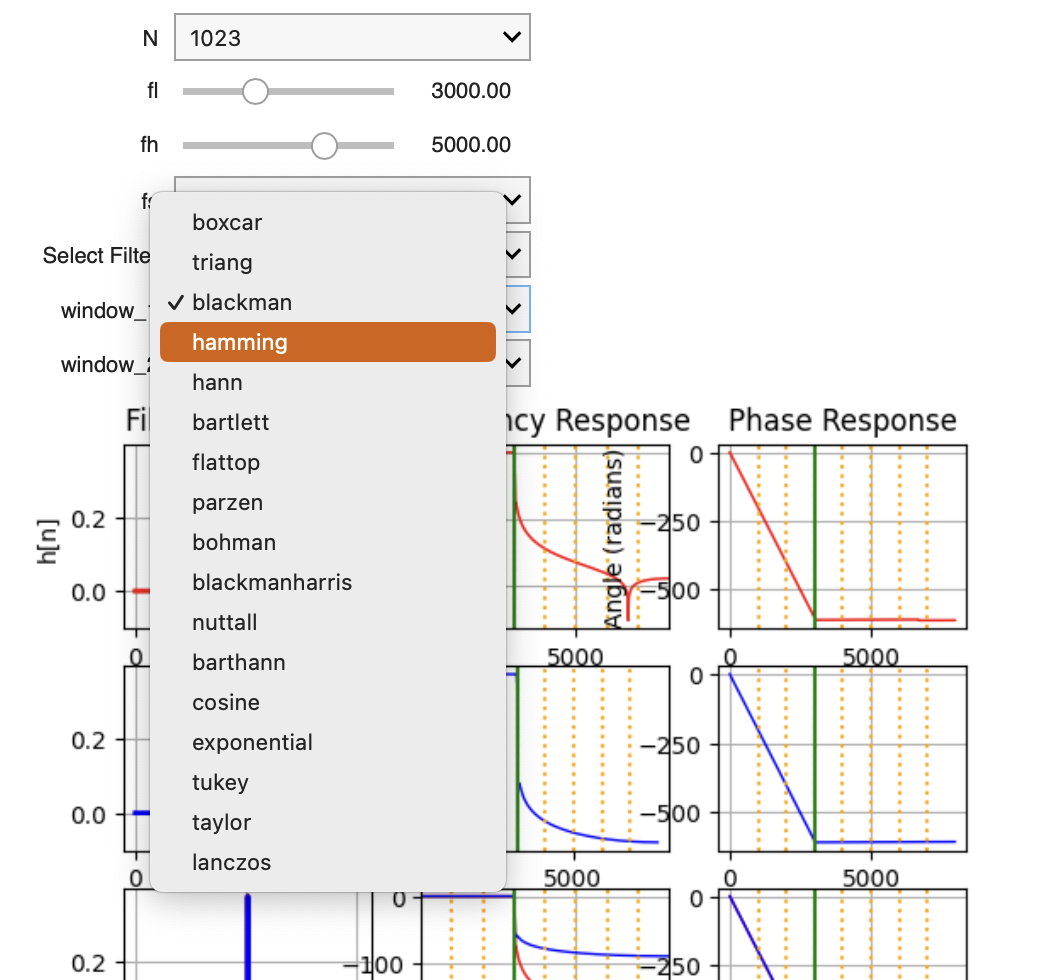 N 1023
fl 3000.00
fh 5000.00
boxcar
Select Filte
triang
window_
blackman
hamming
window_
hann
bartlett
flattop
parzen
bohman
blackmanharris
nuttall
barthann
cosine
exponential
tukey
taylor
lanczos
Fi
ncy Response
Phase Response
h[n]
0.2
0.0
0
Angle (radians)
5000
0
−250
−500
0 5000
0.2
0.0
0
5000
0
−250
−500
0 5000
0.2
0
−100
0
−250